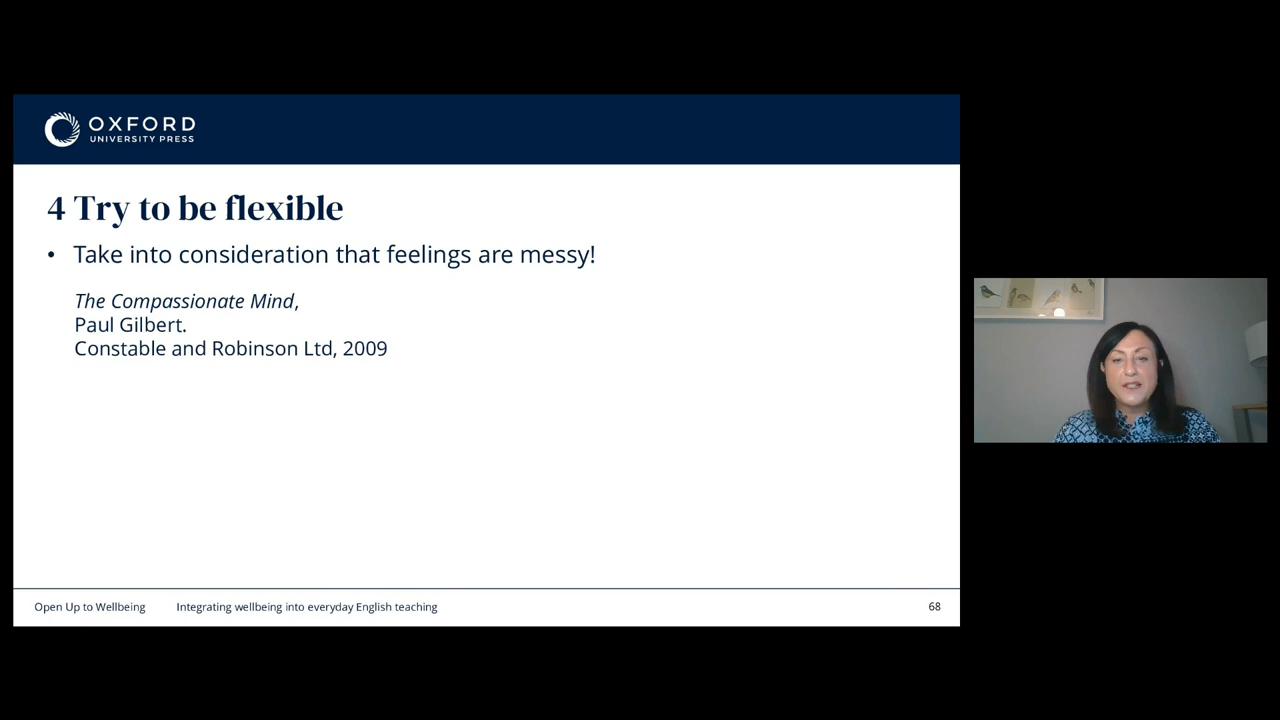 OXFORD
UNIVERSITY PRESS
4 Try to be flexible
• Take into consideration that feelings are messy!
The Compassionate Mind,
Paul Gilbert.
Constable and Robinson Ltd, 2009
Open Up to Wellbeing Integrating wellbeing into everyday English teaching 68